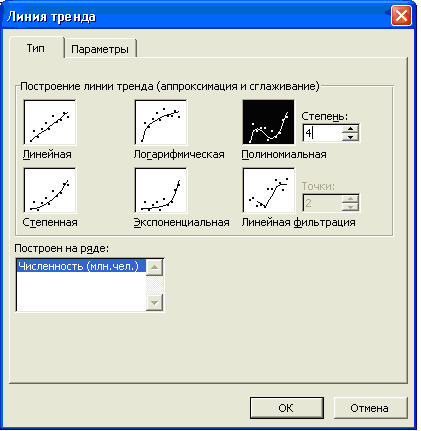 Линия тренда
Тип Параметры
Построение линии тренда (аппроксимация и сглаживание)
Степень:
4
Линейная Логарифмическая Полиномиальная
Точки:
2
Степенная Экспоненциальная Линейная фильтрация
Построен на ряде:
Численность (млн.чел.)
OK Отмена